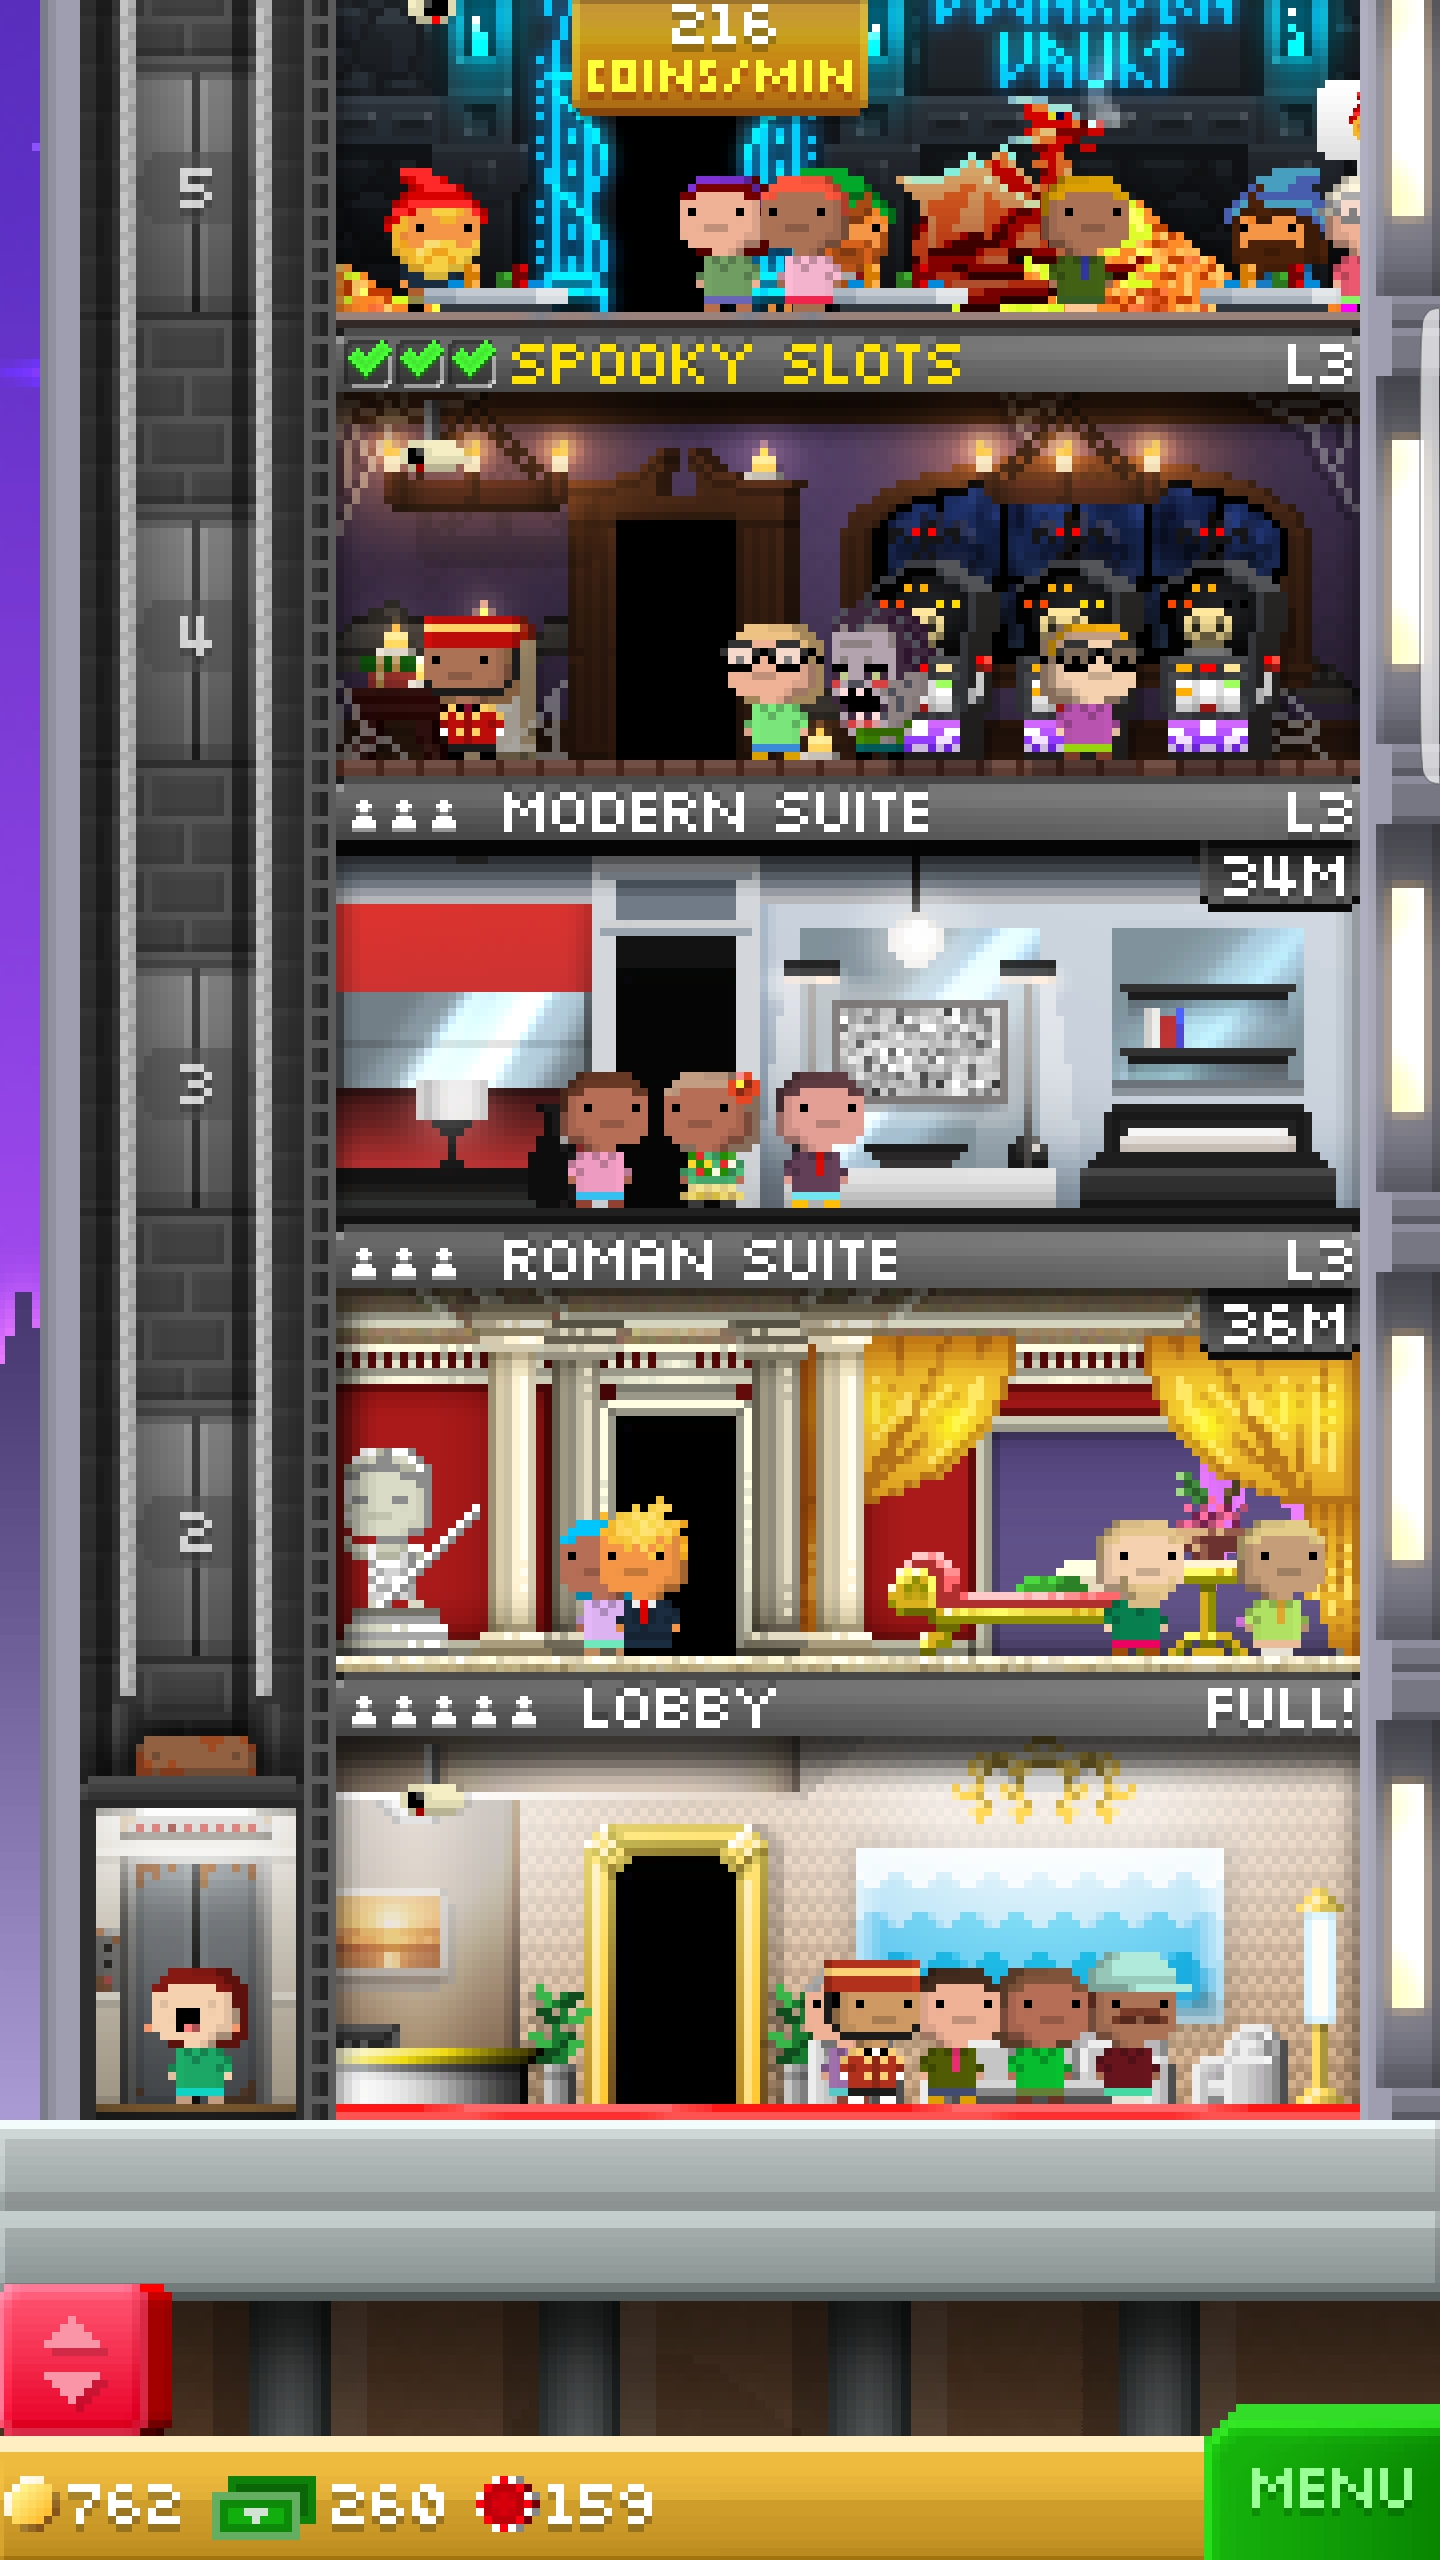 216
COINS/MIN
VAULT
5
SPOOKY SLOTS L3
4
MODERN SUITE L3
34M
3
ROMAN SUITE L3
36M
2
LOBBY FULL!
762 260 159
MENU